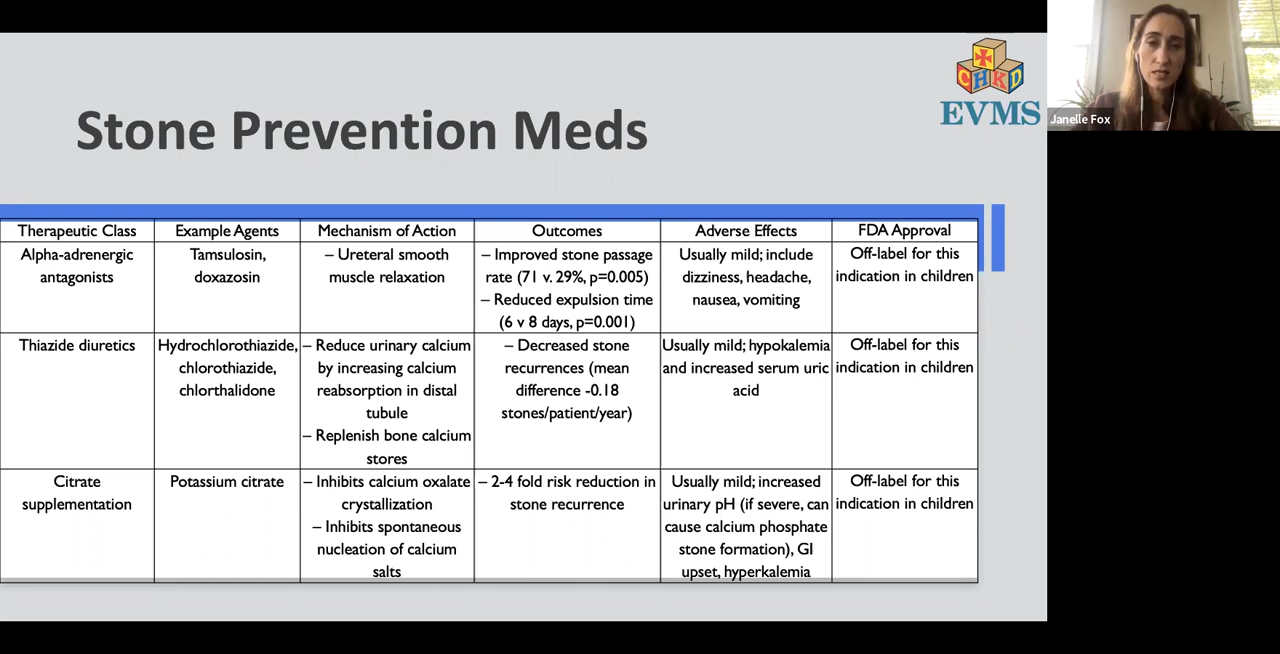 CHKD
EVMS
Janelle Fox
Stone Prevention Meds
Therapeutic Class
Example Agents
Mechanism of Action
Outcomes
Adverse Effects
FDA Approval
Alpha-adrenergic
antagonists
Tamsulosin,
doxazosin
– Ureteral smooth
muscle relaxation
– Improved stone passage
rate (71 v. 29%, p=0.005)
– Reduced expulsion time
(6 v 8 days, p=0.001)
Usually mild; include
dizziness, headache,
nausea, vomiting
Off-label for this
indication in children
Thiazide diuretics
Hydrochlorothiazide,
chlorothiazide,
chlorthalidone
– Reduce urinary calcium
by increasing calcium
reabsorption in distal
tubule
– Replenish bone calcium
stores
– Decreased stone
recurrences (mean
difference -0.18
stones/patient/year)
Usually mild; hypokalemia
and increased serum uric
acid
Off-label for this
indication in children
Citrate
supplementation
Potassium citrate
– Inhibits calcium oxalate
crystallization
– Inhibits spontaneous
nucleation of calcium
salts
– 2-4 fold risk reduction in
stone recurrence
Usually mild; increased
urinary pH (if severe, can
cause calcium phosphate
stone formation), GI
upset, hyperkalemia
Off-label for this
indication in children